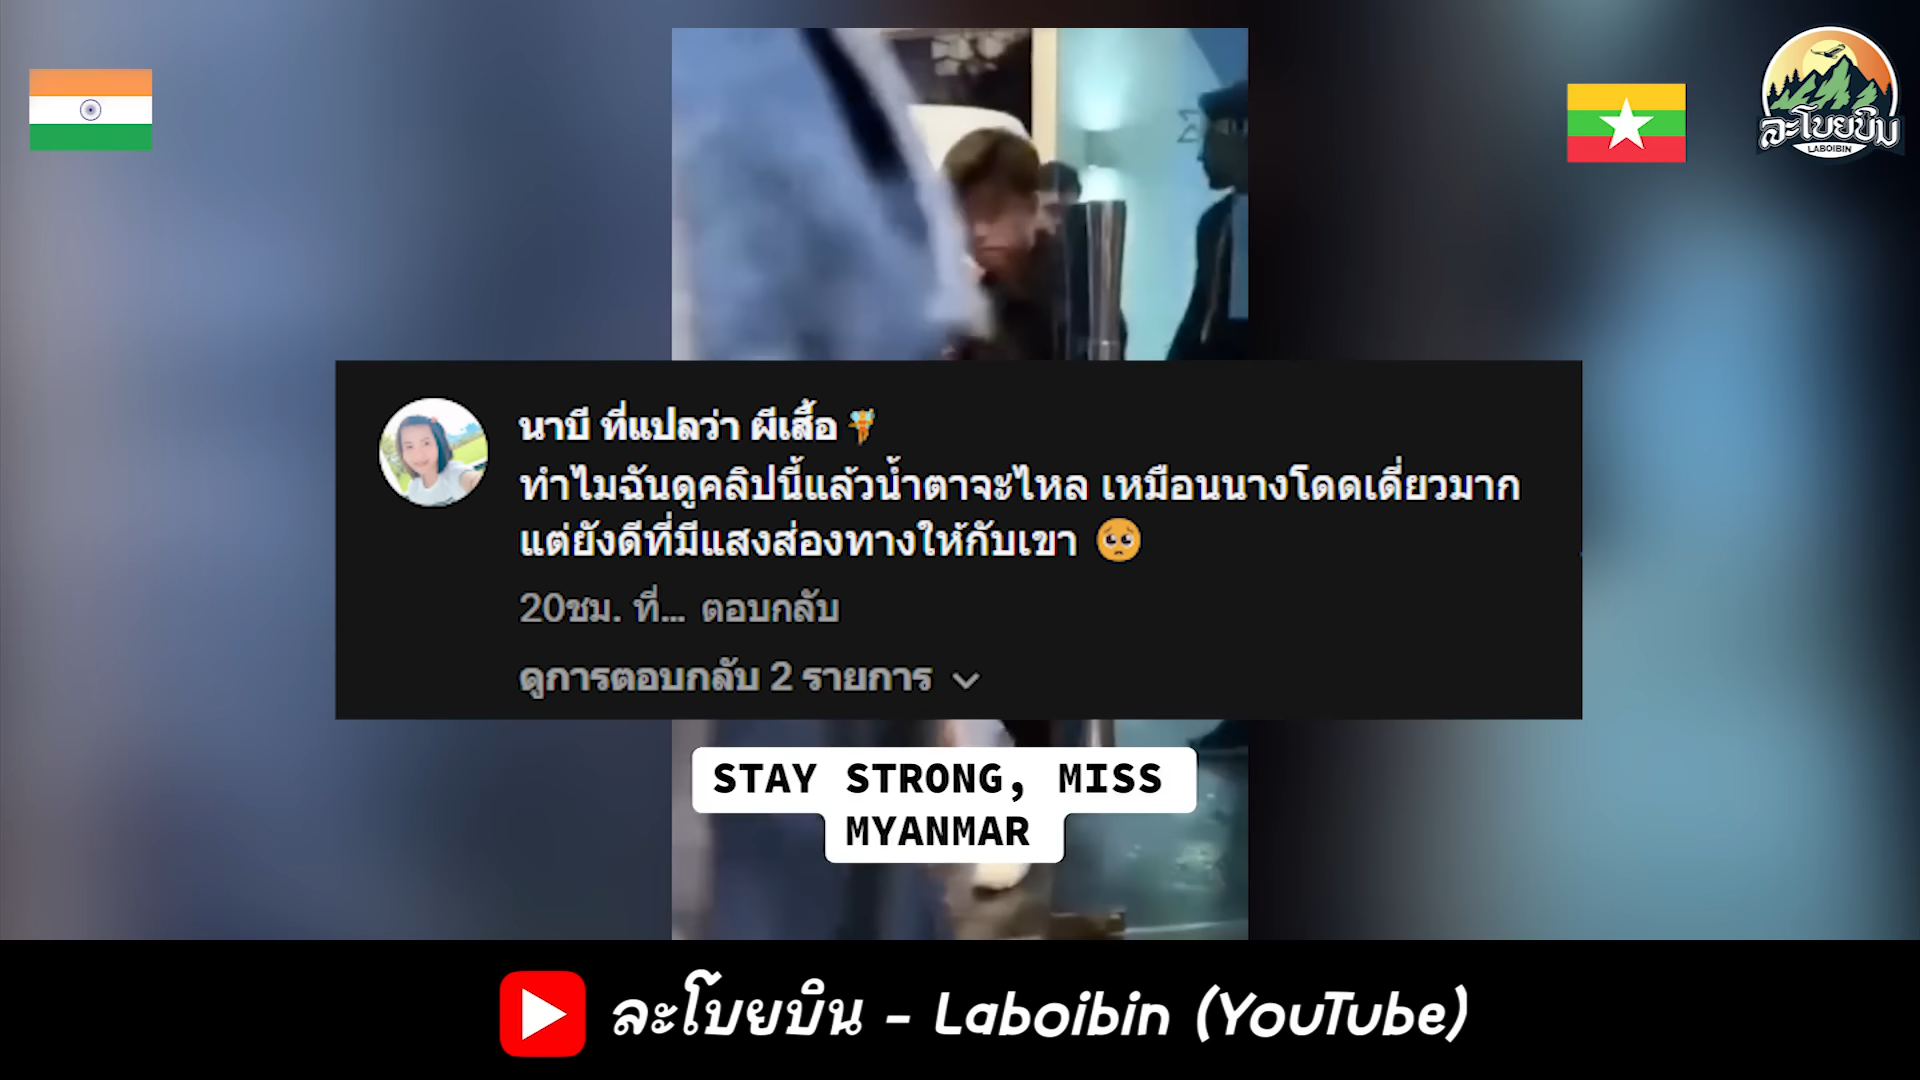 ละโบยบิน
LABOIBIN
นาบี ที่แปลว่า ผีเสื้อ🧚
ทำไมฉันดูคลิปนี้แล้วน้ำตาจะไหล เหมือนนางโดดเดี่ยวมาก
แต่ยังดีที่มีแสงส่องทางให้กับเขา 🥺
20ชม. ที่... ตอบกลับ
ดูการตอบกลับ 2 รายการ
STAY STRONG, MISS
MYANMAR
ละโบยบิน - Laboibin (YouTube)